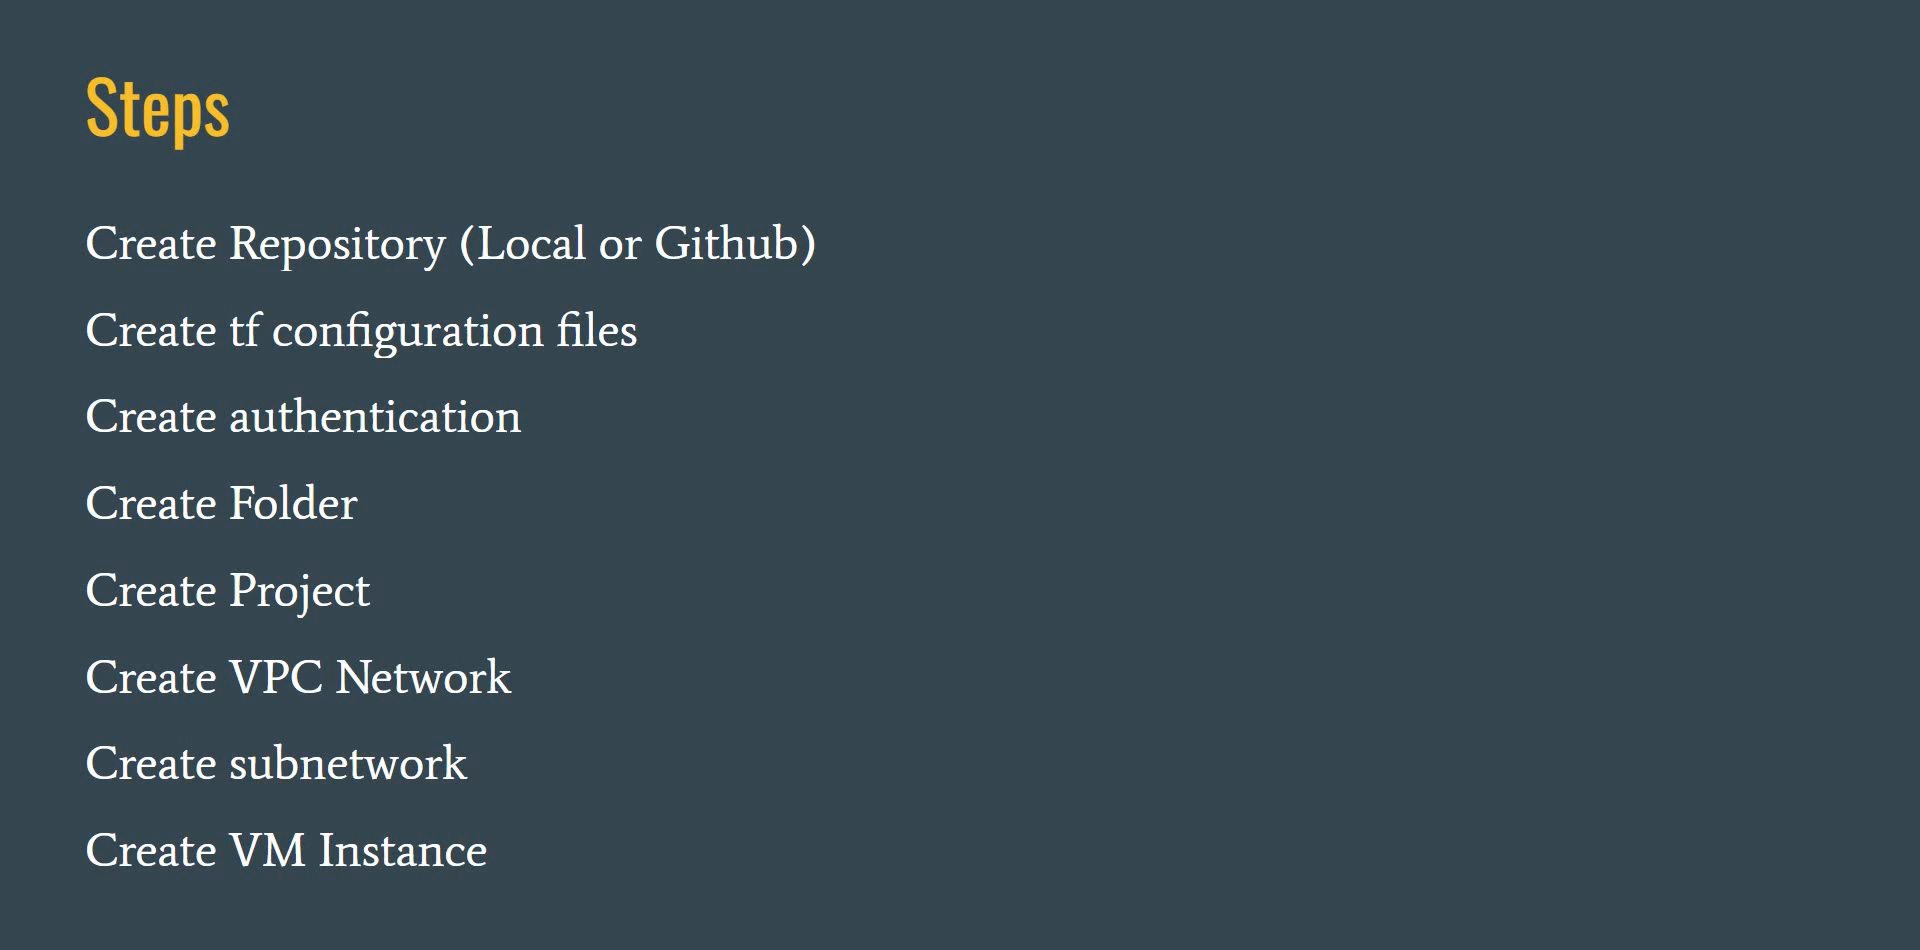 Steps
Create Repository (Local or Github)
Create tf configuration files
Create authentication
Create Folder
Create Project
Create VPC Network
Create subnetwork
Create VM Instance